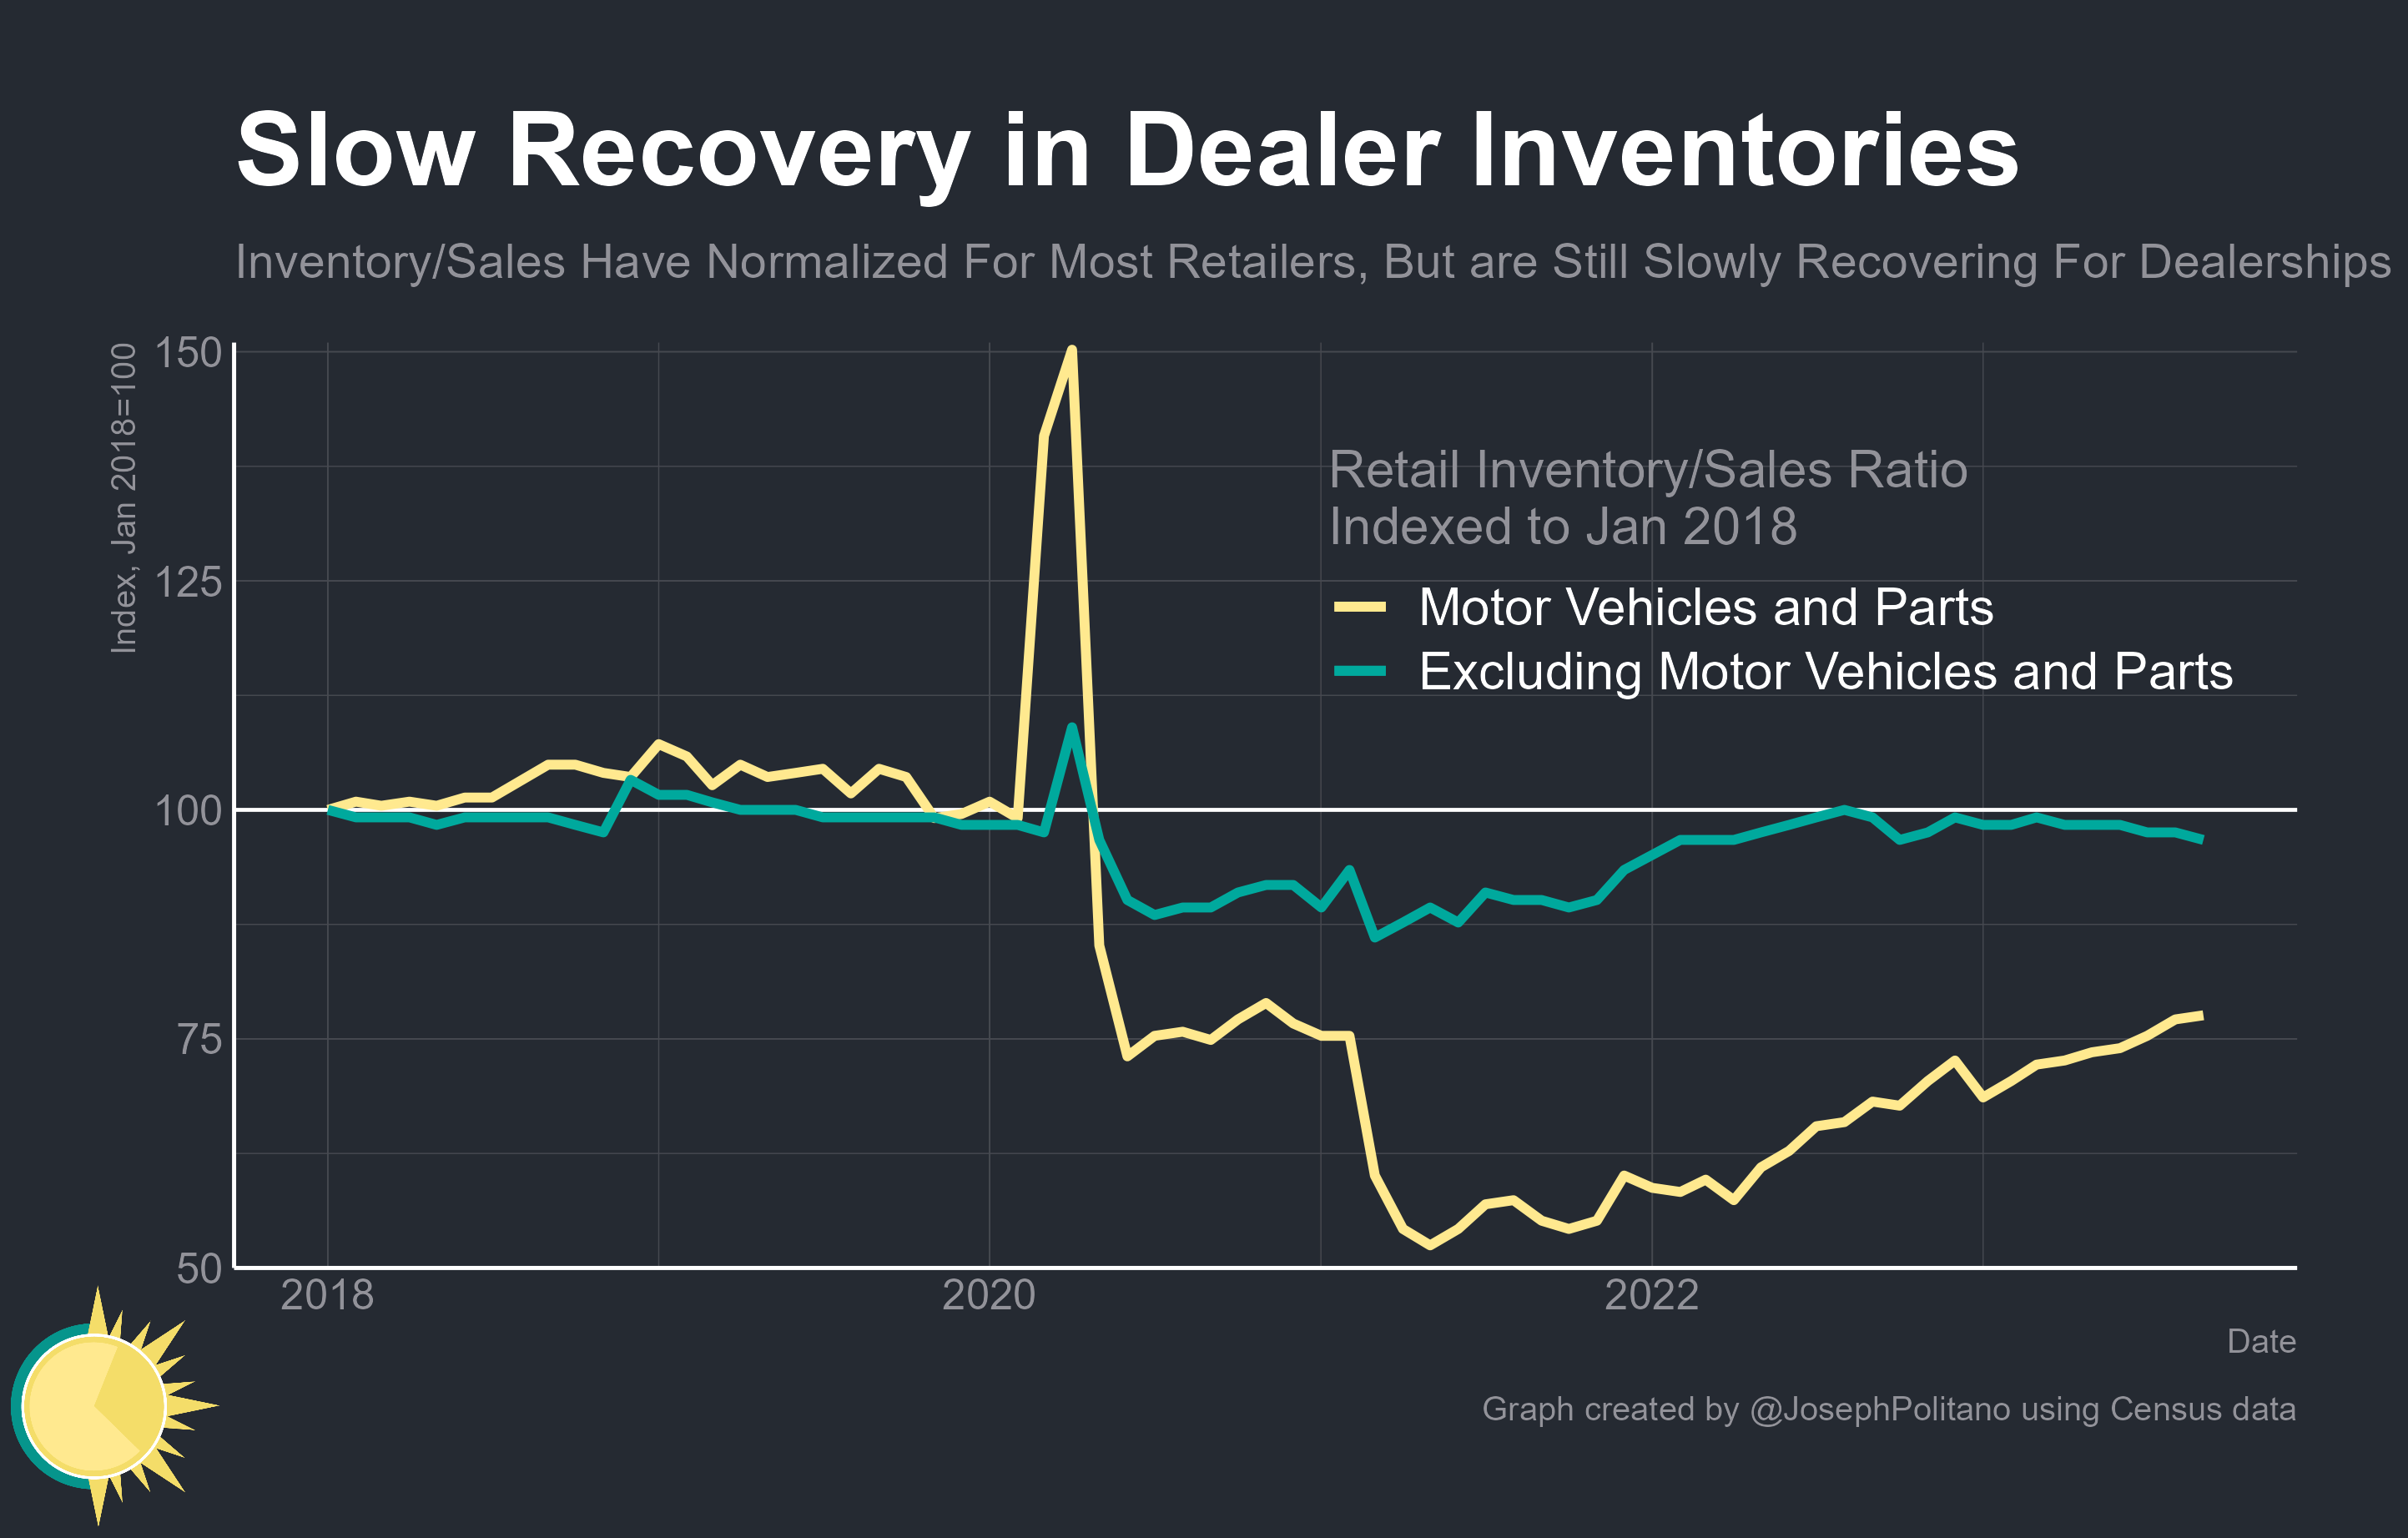 Slow Recovery in Dealer Inventories
Inventory/Sales Have Normalized For Most Retailers, But are Still Slowly Recovering For Dealerships
Index, Jan 2018=100
150
125
100
75
50
Retail Inventory/Sales Ratio
Indexed to Jan 2018
Motor Vehicles and Parts
Excluding Motor Vehicles and Parts
2018
2020
2022
Date
Graph created by @JosephPolitano using Census data